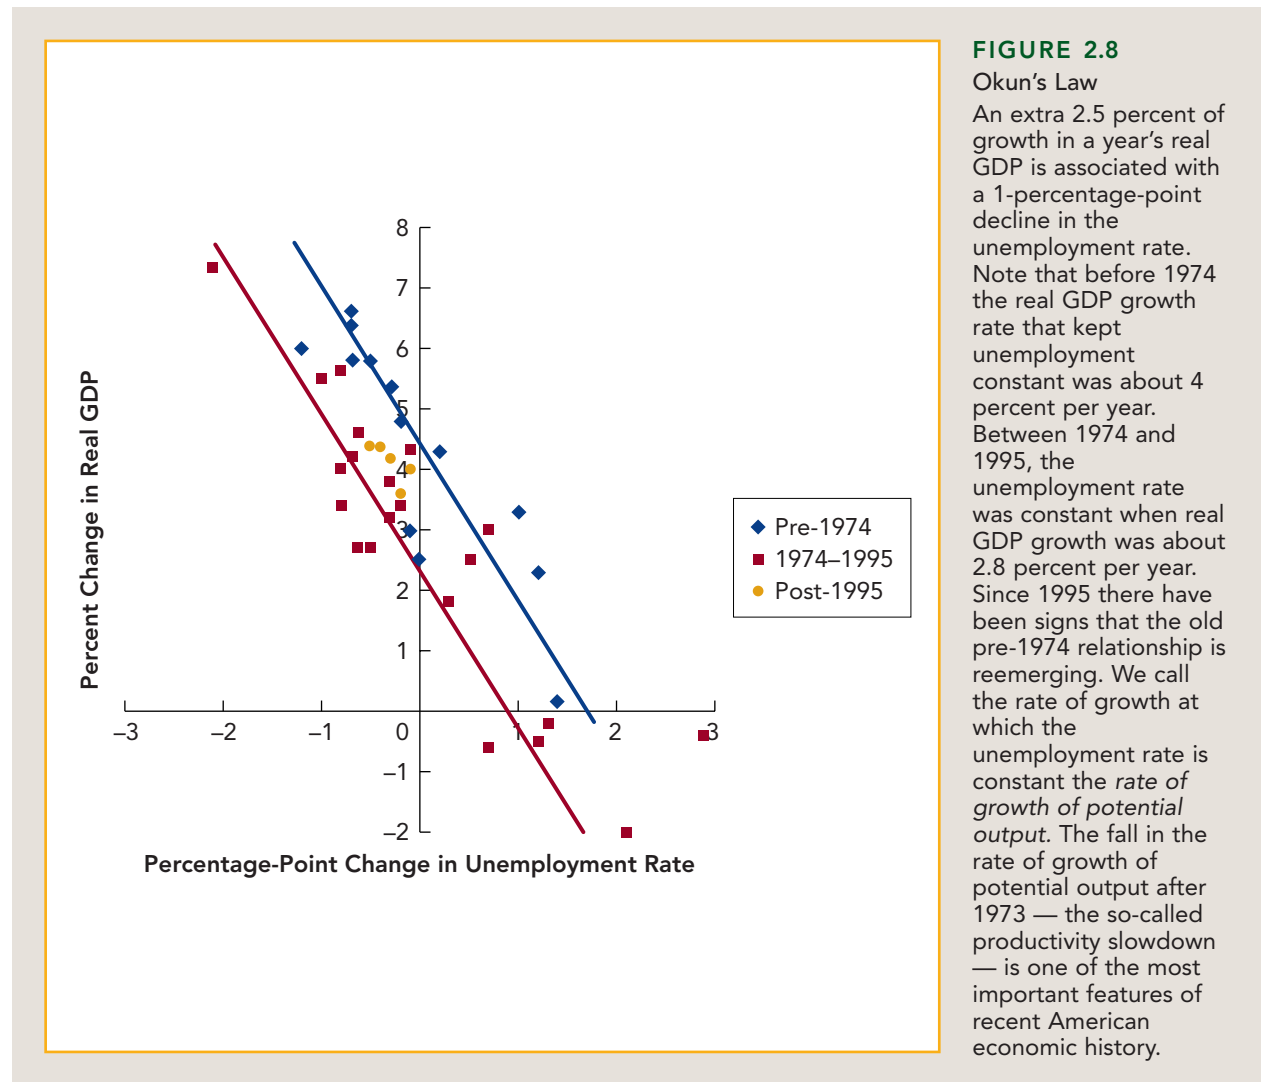 FIGURE 2.8
Okun’s Law
An extra 2.5 percent of
growth in a year’s real
GDP is associated with
a 1-percentage-point
decline in the
unemployment rate.
Note that before 1974
the real GDP growth
rate that kept
unemployment
constant was about 4
percent per year.
Between 1974 and
1995, the
unemployment rate
was constant when real
GDP growth was about
2.8 percent per year.
Since 1995 there have
been signs that the old
pre-1974 relationship is
reemerging. We call
the rate of growth at
which the
unemployment rate is
constant the rate of
growth of potential
output. The fall in the
rate of growth of
potential output after
1973 — the so-called
productivity slowdown
— is one of the most
important features of
recent American
economic history.
Percent Change in Real GDP
8
7
6
5
4
3
2
1
–3 –2 –1 0 1 2 3
–1
–2
Percentage-Point Change in Unemployment Rate
Pre-1974
1974–1995
Post-1995